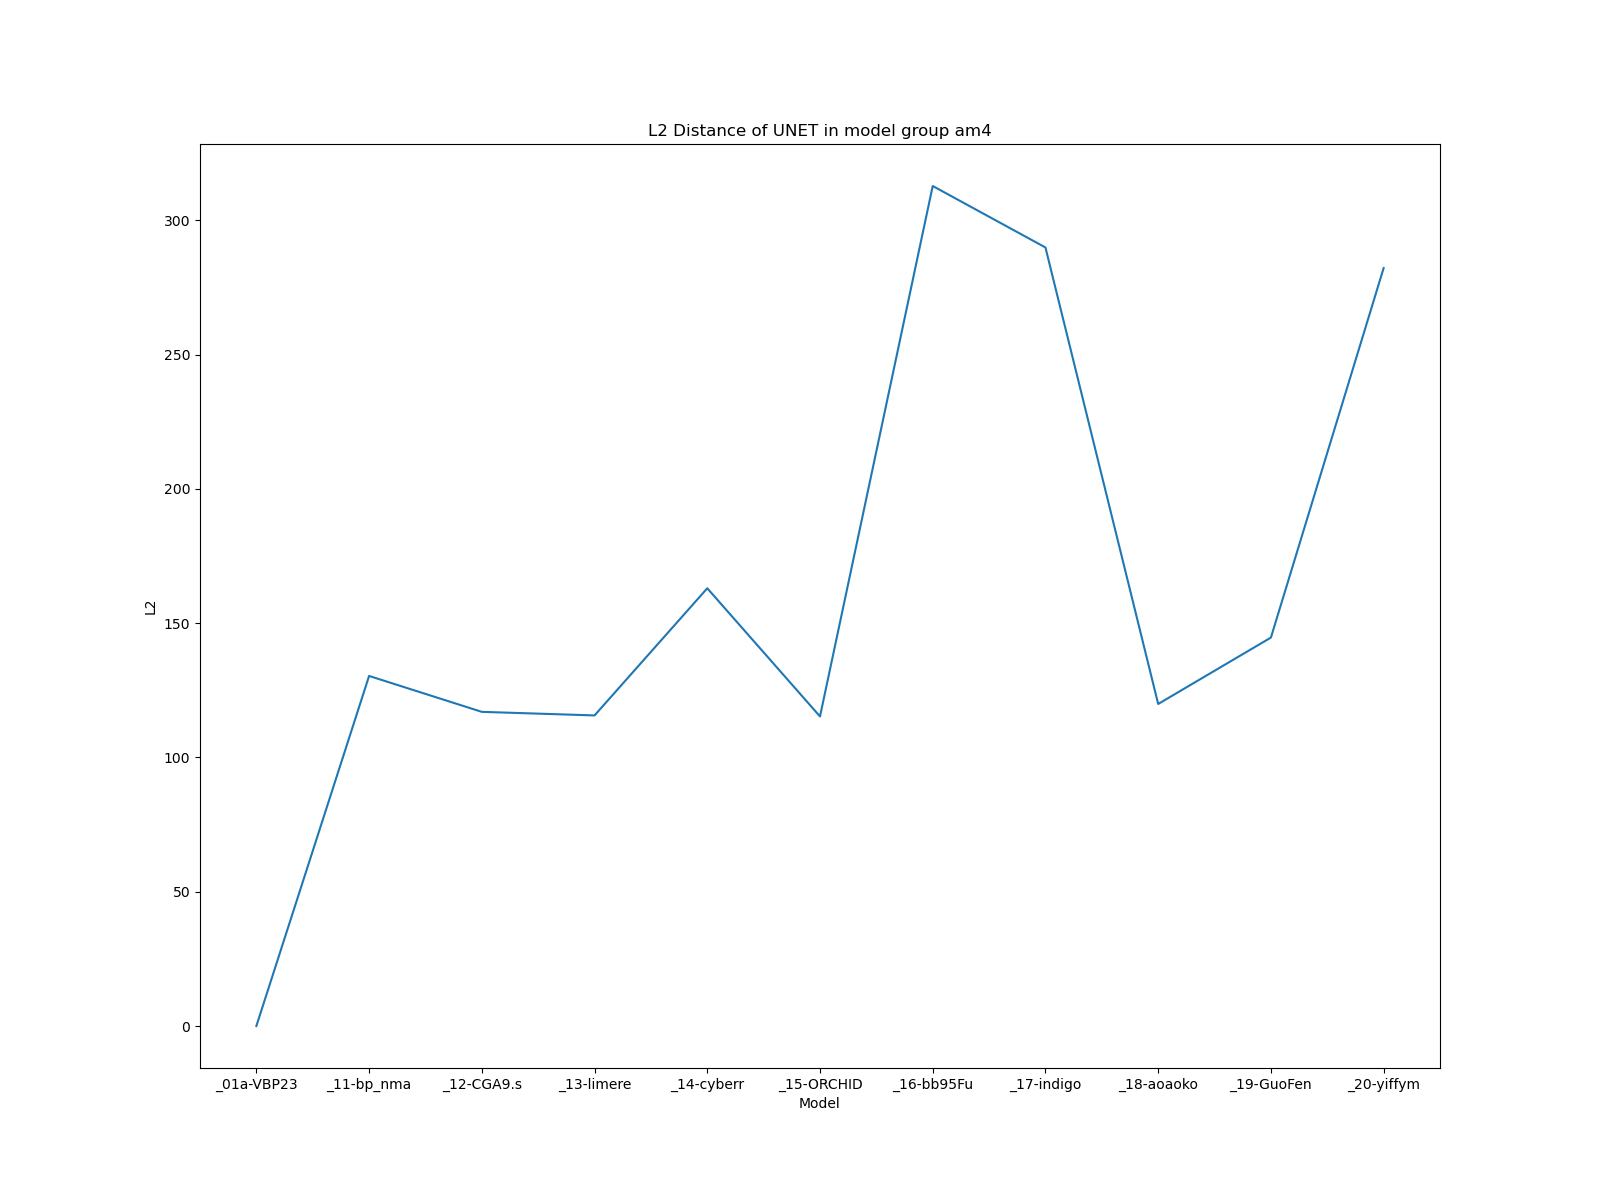 L2 Distance of UNET in model group am4
300
250
200
150
100
50
0
L2
_01a-VBP23 _11-bp_nma _12-CGA9.s _13-limere _14-cyberr _15-ORCHID _16-bb95Fu _17-indigo _18-aoaoko _19-GuoFen _20-yiffym
Model